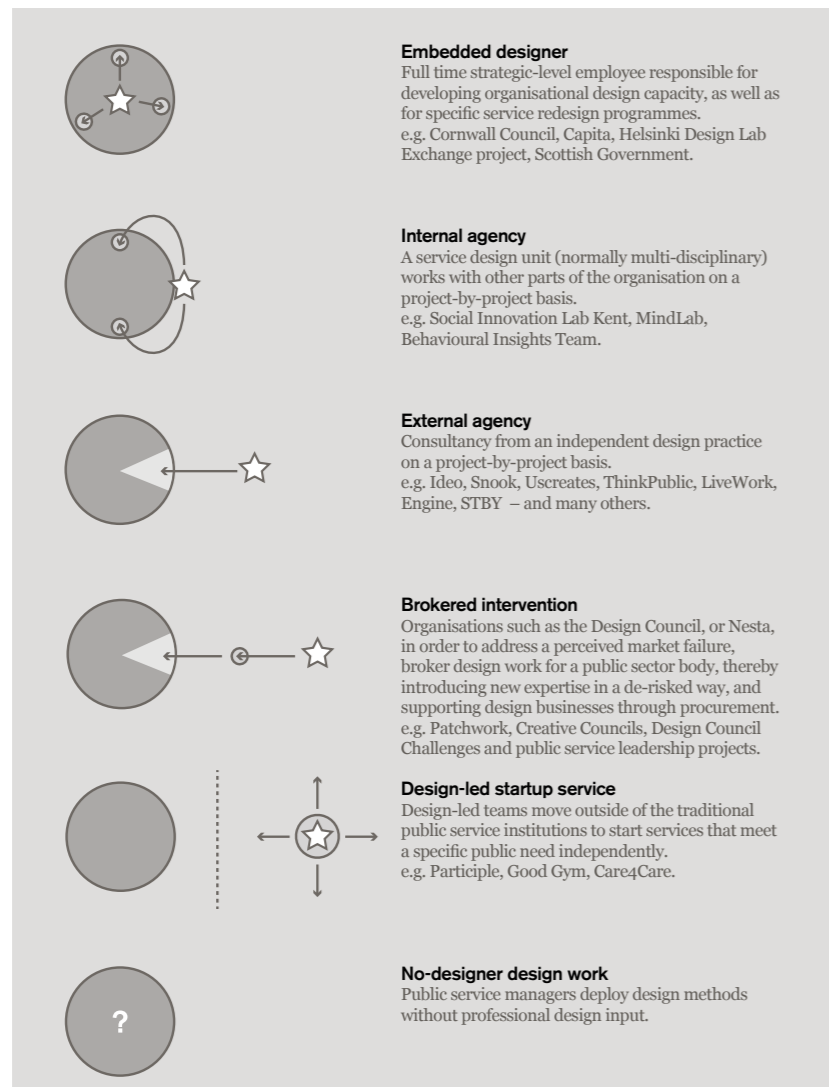 Embedded designer
Full time strategic-level employee responsible for
developing organisational design capacity, as well as
for specific service redesign programmes.
e.g. Cornwall Council, Capita, Helsinki Design Lab
Exchange project, Scottish Government.
Internal agency
A service design unit (normally multi-disciplinary)
works with other parts of the organisation on a
project-by-project basis.
e.g. Social Innovation Lab Kent, MindLab,
Behavioural Insights Team.
External agency
Consultancy from an independent design practice
on a project-by-project basis.
e.g. Ideo, Snook, Uscreates, ThinkPublic, LiveWork,
Engine, STBY – and many others.
Brokered intervention
Organisations such as the Design Council, or Nesta,
in order to address a perceived market failure,
broker design work for a public sector body, thereby
introducing new expertise in a de-risked way, and
supporting design businesses through procurement.
e.g. Patchwork, Creative Councils, Design Council
Challenges and public service leadership projects.
Design-led startup service
Design-led teams move outside of the traditional
public service institutions to start services that meet
a specific public need independently.
e.g. Participle, Good Gym, Care4Care.
?
No-designer design work
Public service managers deploy design methods
without professional design input.